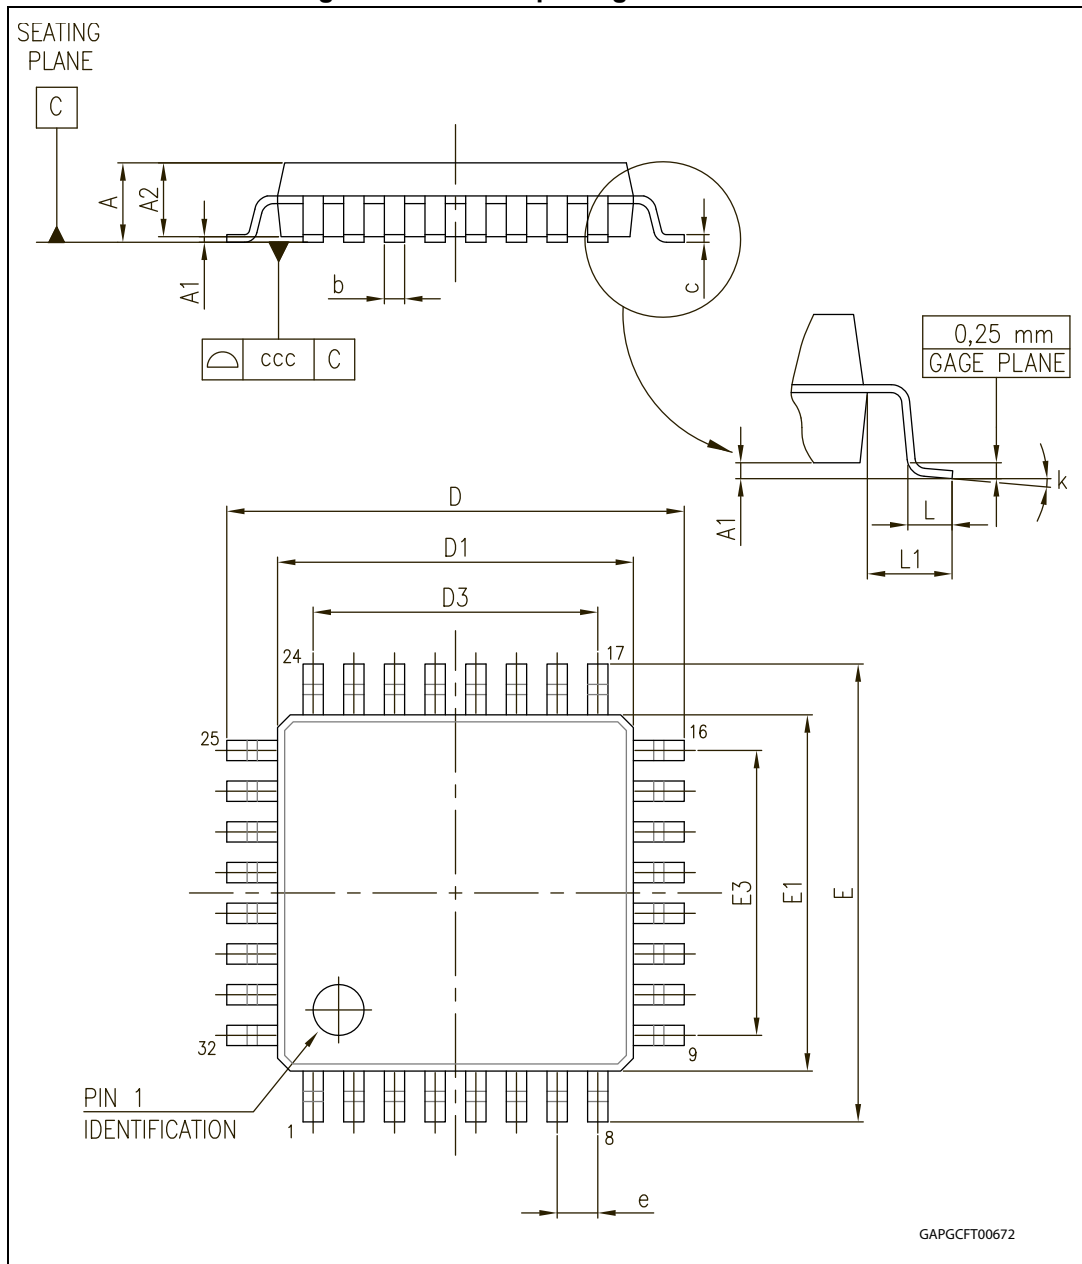 SEATING
PLANE
C
A
A2
A1
b
c
ccc
C
0,25 mm
GAGE PLANE
k
A1
L
L1
D
D1
D3
24
17
25
16
E3
E1
E
32
9
PIN 1
IDENTIFICATION
1
8
e
GAPGCFT00672